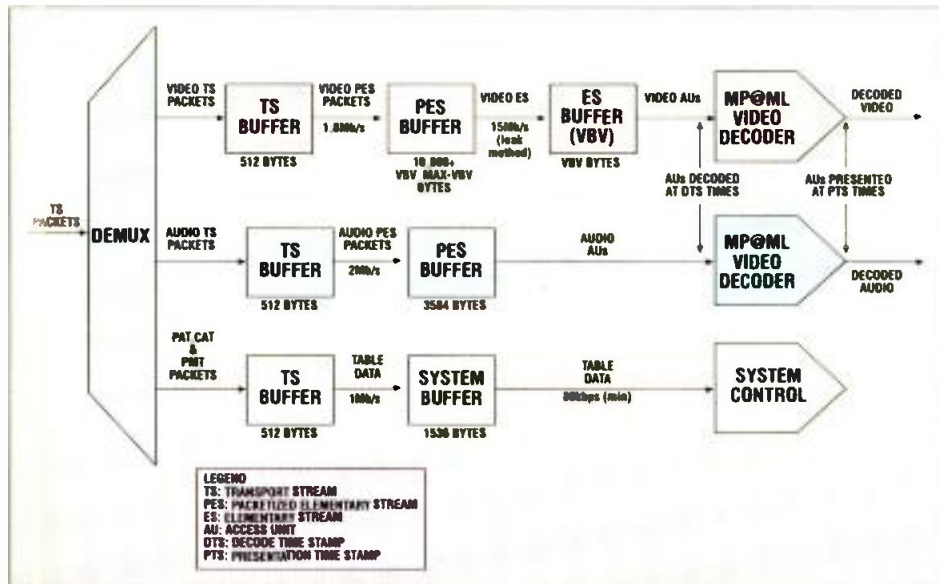 TS
PACKETS
DEMUX
VIDEO TS
PACKETS
TS
BUFFER
512 BYTES
VIDEO PES
PACKETS
PES
BUFFER
VBV_MAX-VBV
BYTES
VIDEO ES
15Mb/s
(leak
method)
ES
BUFFER
(VBV)
VBV BYTES
VIDEO AUs
MP@ML
VIDEO
DECODER
DECODED
VIDEO
AUs DECODED
AT DTS TIMES
AUs PRESENTED
AT PTS TIMES
AUDIO TS
PACKETS
TS
BUFFER
512 BYTES
AUDIO PES
PACKETS
2Mb/s
PES
BUFFER
3584 BYTES
AUDIO
AUs
MP@ML
VIDEO
DECODER
DECODED
AUDIO
PAT CAT
&
PMT
PACKETS
TS
BUFFER
512 BYTES
TABLE
DATA
1Mb/s
SYSTEM
BUFFER
1536 BYTES
TABLE
DATA
80kbps (min)
SYSTEM
CONTROL
LEGEND
TS: TRANSPORT STREAM
PES: PACKETIZED ELEMENTARY STREAM
ES: ELEMENTARY STREAM
AU: ACCESS UNIT
DTS: DECODE TIME STAMP
PTS: PRESENTATION TIME STAMP